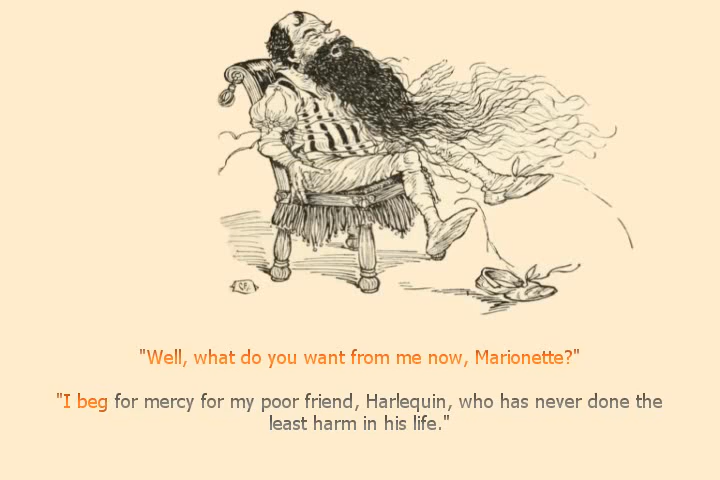 "Well, what do you want from me now, Marionette?"
"I beg for mercy for my poor friend, Harlequin, who has never done the
least harm in his life."